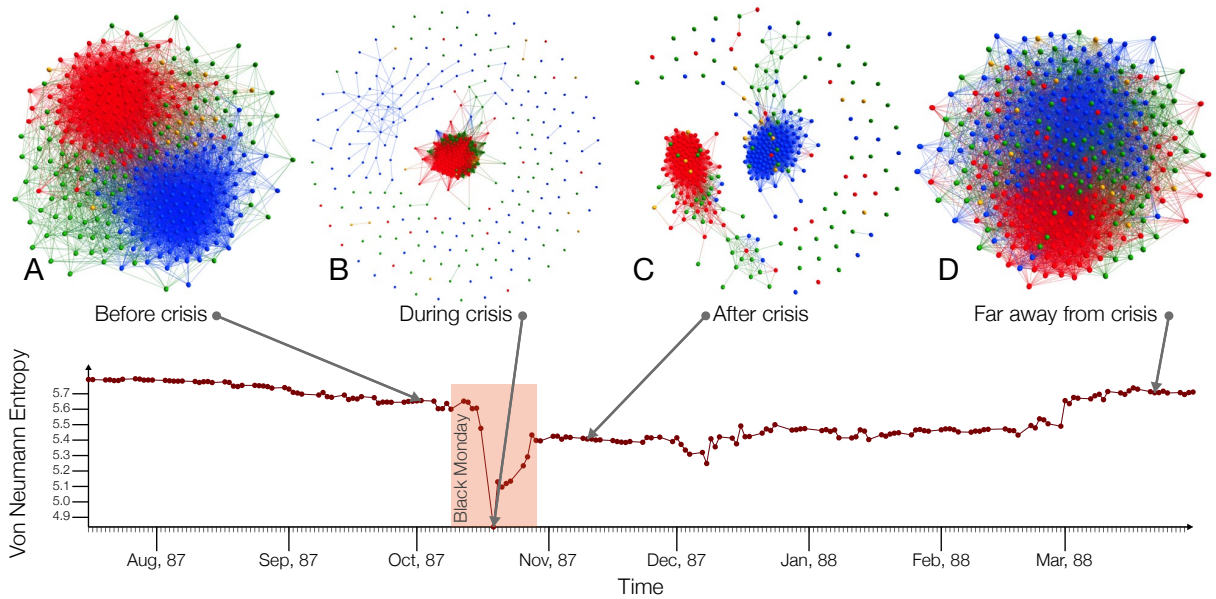 A
B
C
D
Before crisis
During crisis
After crisis
Far away from crisis
Von Neumann Entropy
5.7
5.6
5.5
5.4
5.3
5.2
5.1
5.0
4.9
Black Monday
Aug, 87
Sep, 87
Oct, 87
Nov, 87
Dec, 87
Jan, 88
Feb, 88
Mar, 88
Time